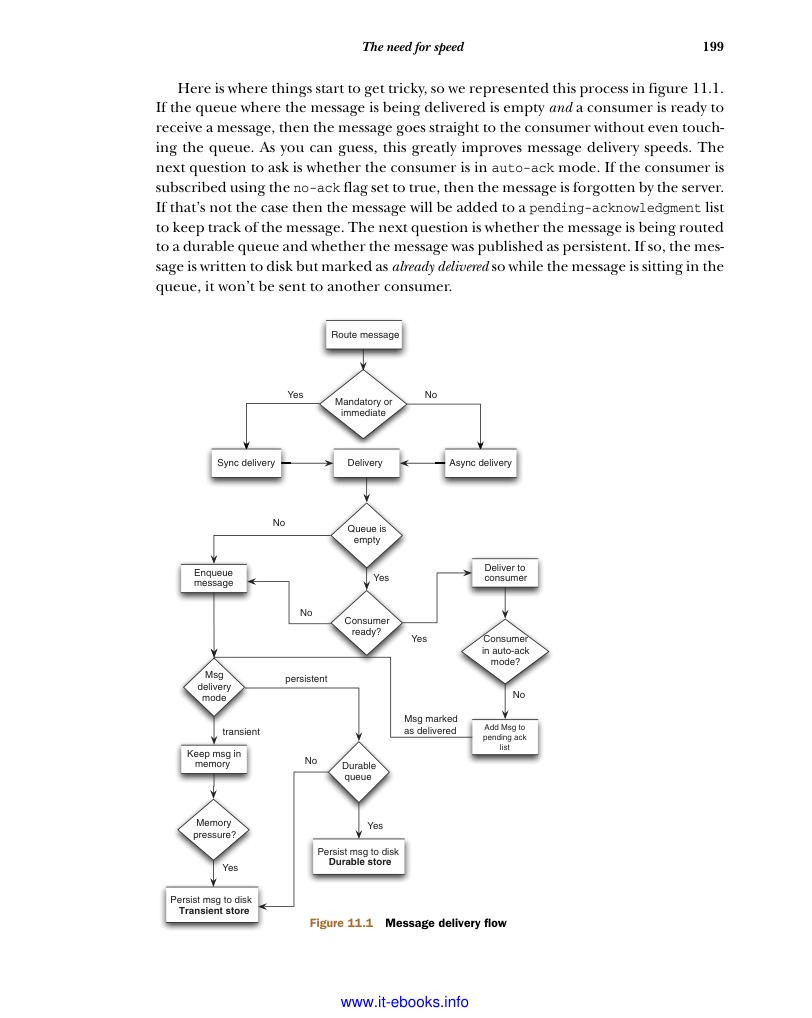 The need for speed 199
Here is where things start to get tricky, so we represented this process in figure 11.1.
If the queue where the message is being delivered is empty and a consumer is ready to
receive a message, then the message goes straight to the consumer without even touch-
ing the queue. As you can guess, this greatly improves message delivery speeds. The
next question to ask is whether the consumer is in auto-ack mode. If the consumer is
subscribed using the no-ack flag set to true, then the message is forgotten by the server.
If that's not the case then the message will be added to a pending-acknowledgment list
to keep track of the message. The next question is whether the message is being routed
to a durable queue and whether the message was published as persistent. If so, the mes-
sage is written to disk but marked as already delivered so while the message is sitting in the
queue, it won't be sent to another consumer.
Route message
Yes
No
Mandatory or
immediate
Sync delivery
Delivery
Async delivery
No
Queue is
empty
Enqueue
message
Yes
Deliver to
consumer
No
Consumer
ready?
Yes
Consumer
in auto-ack
mode?
Msg
delivery
mode
persistent
No
transient
Msg marked
as delivered
Add Msg to
pending ack
list
Keep msg in
memory
No
Durable
queue
Memory
pressure?
Yes
Yes
Persist msg to disk
Durable store
Persist msg to disk
Transient store
Figure 11.1 Message delivery flow
www.it-ebooks.info